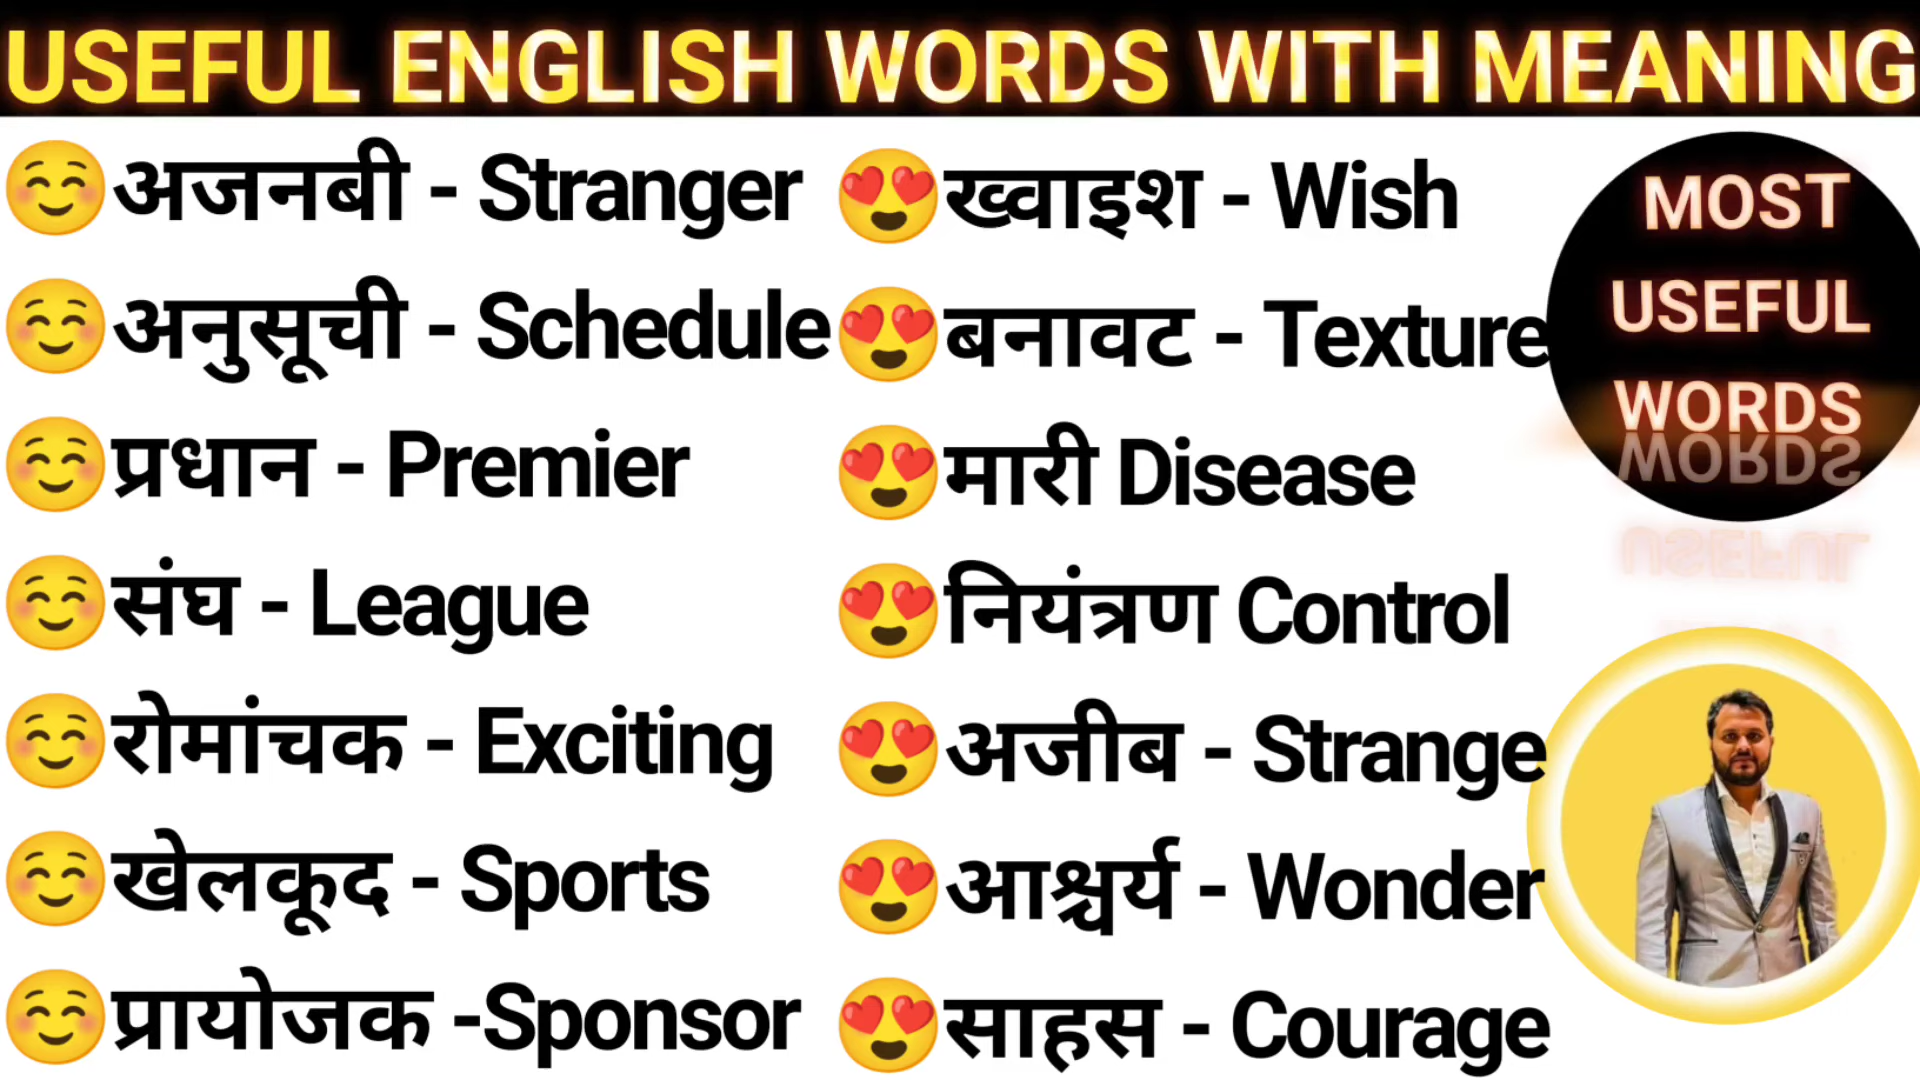 USEFUL ENGLISH WORDS WITH MEANING
अजनबी - Stranger
अनुसूची - Schedule
प्रधान - Premier
संघ - League
रोमांचक - Exciting
खेलकूद - Sports
प्रायोजक -Sponsor
ख्वाइश - Wish
बनावट - Texture
मारी Disease
नियंत्रण Control
अजीब - Strange
आश्चर्य - Wonder
साहस - Courage
MOST
USEFUL
WORDS